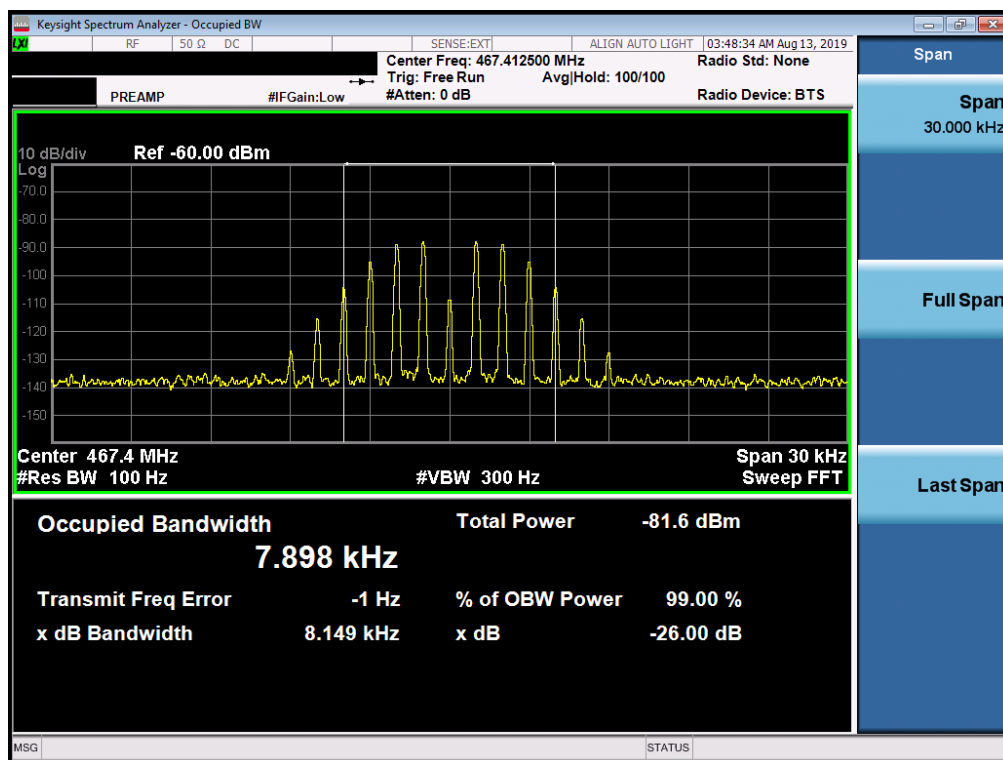 Keysight Spectrum Analyzer - Occupied BW
LXI RF 50 Ω DC SENSE:EXT ALIGN AUTO LIGHT 03:48:34 AM Aug 13, 2019
Center Freq: 467.412500 MHz Radio Std: None
Trig: Free Run Avg|Hold: 100/100
PREAMP #IFGain:Low #Atten: 0 dB Radio Device: BTS
10 dB/div Ref -60.00 dBm
Log
-70.0
-80.0
-90.0
-100
-110
-120
-130
-140
-150
Center 467.4 MHz Span 30 kHz
#Res BW 100 Hz #VBW 300 Hz Sweep FFT
Occupied Bandwidth Total Power -81.6 dBm
7.898 kHz
Transmit Freq Error -1 Hz % of OBW Power 99.00 %
x dB Bandwidth 8.149 kHz x dB -26.00 dB
MSG STATUS
Span
Span
30.000 kHz
Full Span
Last Span